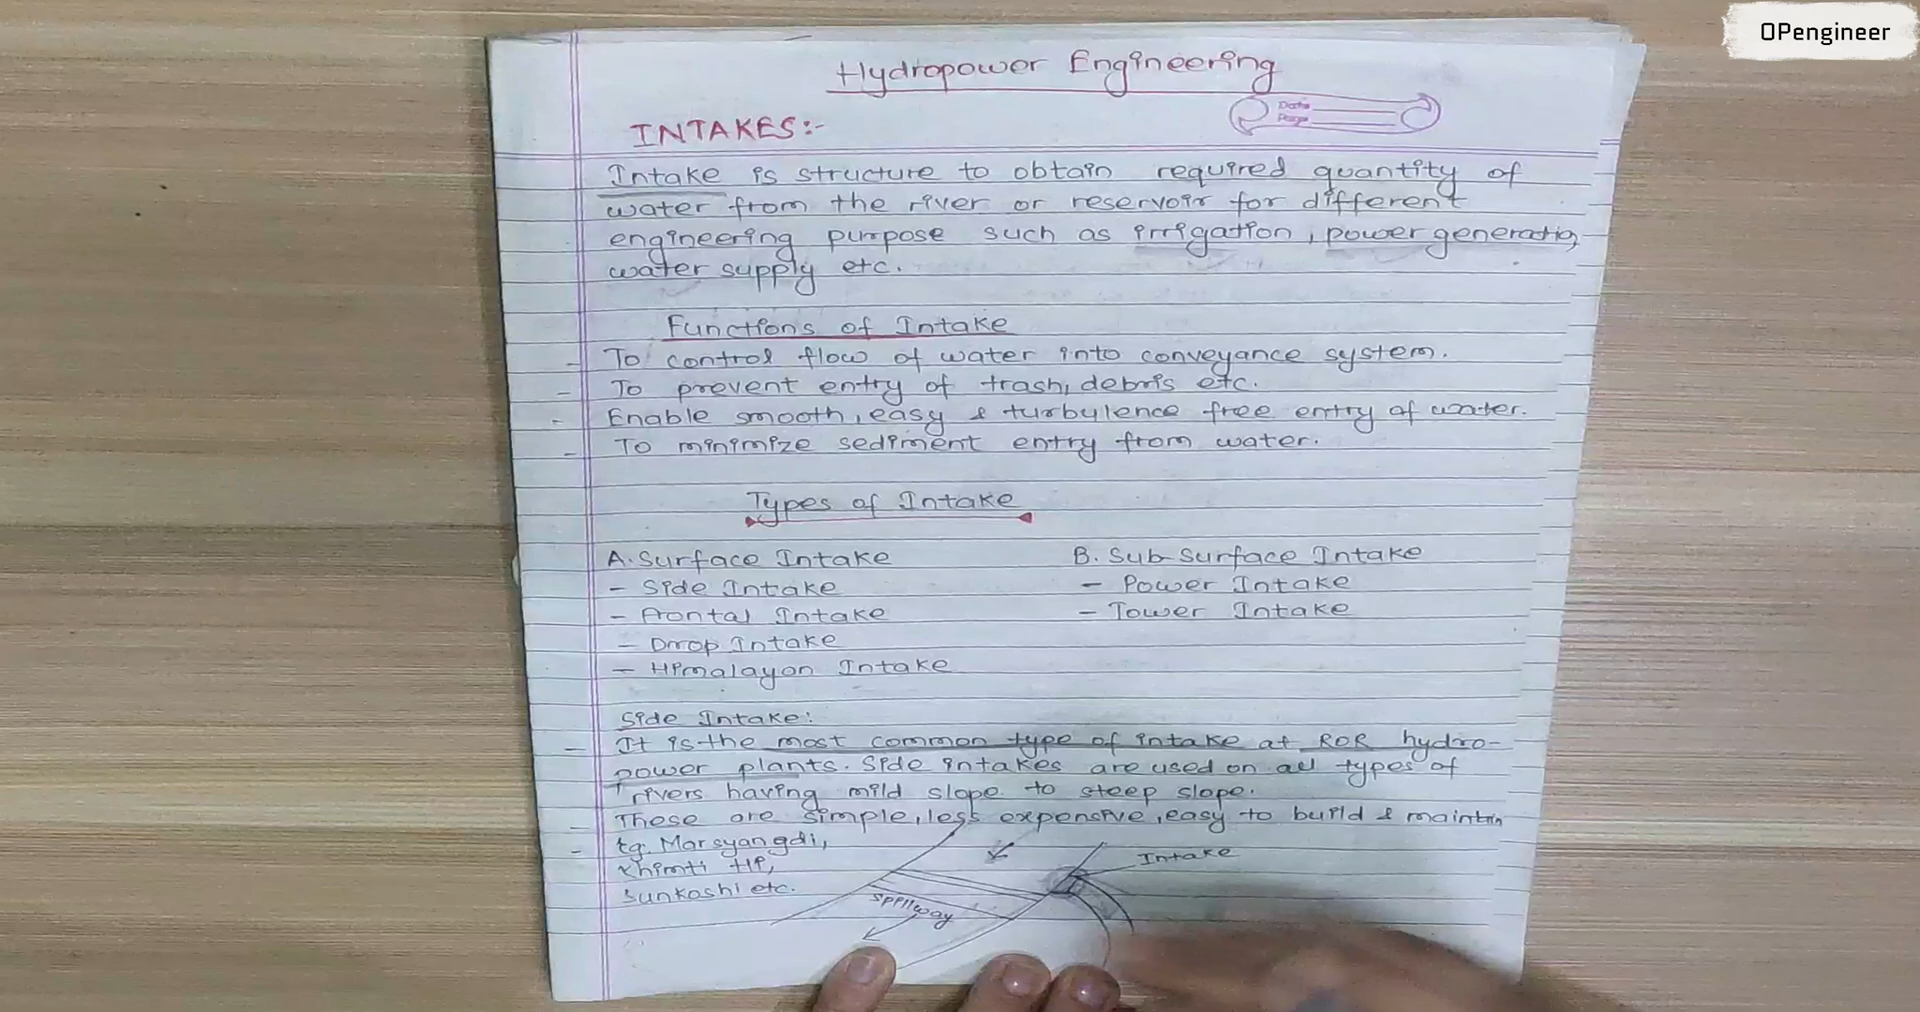 OPengineer
Hydropower Engineering
Date
Page
INTAKES:-
Intake is structure to obtain required quantity of
water from the river or reservoir for different
engineering purpose such as irrigation, power generation,
water supply etc.
Functions of Intake
- To control flow of water into conveyance system.
- To prevent entry of trash, debris etc.
- Enable smooth, easy & turbulence free entry of water.
- To minimize sediment entry from water.
Types of Intake
A. Surface Intake
- Side Intake
- Frontal Intake
- Drop Intake
- Himalayan Intake
B. Sub-Surface Intake
- Power Intake
- Tower Intake
Side Intake:
- It is the most common type of intake at ROR hydro-
power plants. Side intakes are used on all types of
rivers having mild slope to steep slope.
- These are simple, less expensive, easy to build & maintain
- Eg. Marsyangdi,
Khimti HP,
Sunkoshi etc.
Intake
Spillway